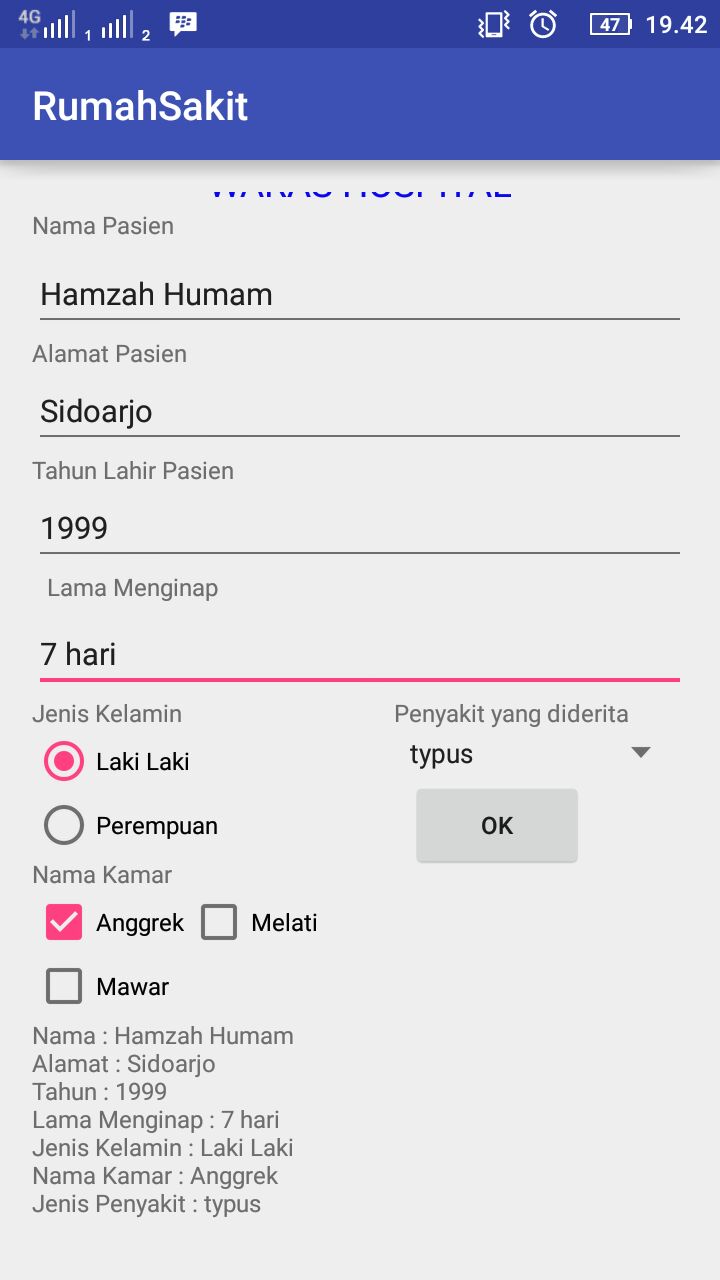 4G 1 2 47 19.42
RumahSakit
WARAS HOSPITAL
Nama Pasien
Hamzah Humam
Alamat Pasien
Sidoarjo
Tahun Lahir Pasien
1999
Lama Menginap
7 hari
Jenis Kelamin Penyakit yang diderita
Laki Laki typus
Perempuan OK
Nama Kamar
Anggrek Melati
Mawar
Nama : Hamzah Humam
Alamat : Sidoarjo
Tahun : 1999
Lama Menginap : 7 hari
Jenis Kelamin : Laki Laki
Nama Kamar : Anggrek
Jenis Penyakit : typus